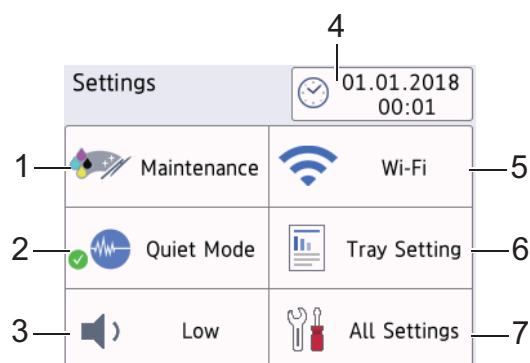 4
Settings
01.01.2018
00:01
1
Maintenance
Wi-Fi
5
2
Quiet Mode
Tray Setting
6
3
Low
All Settings
7